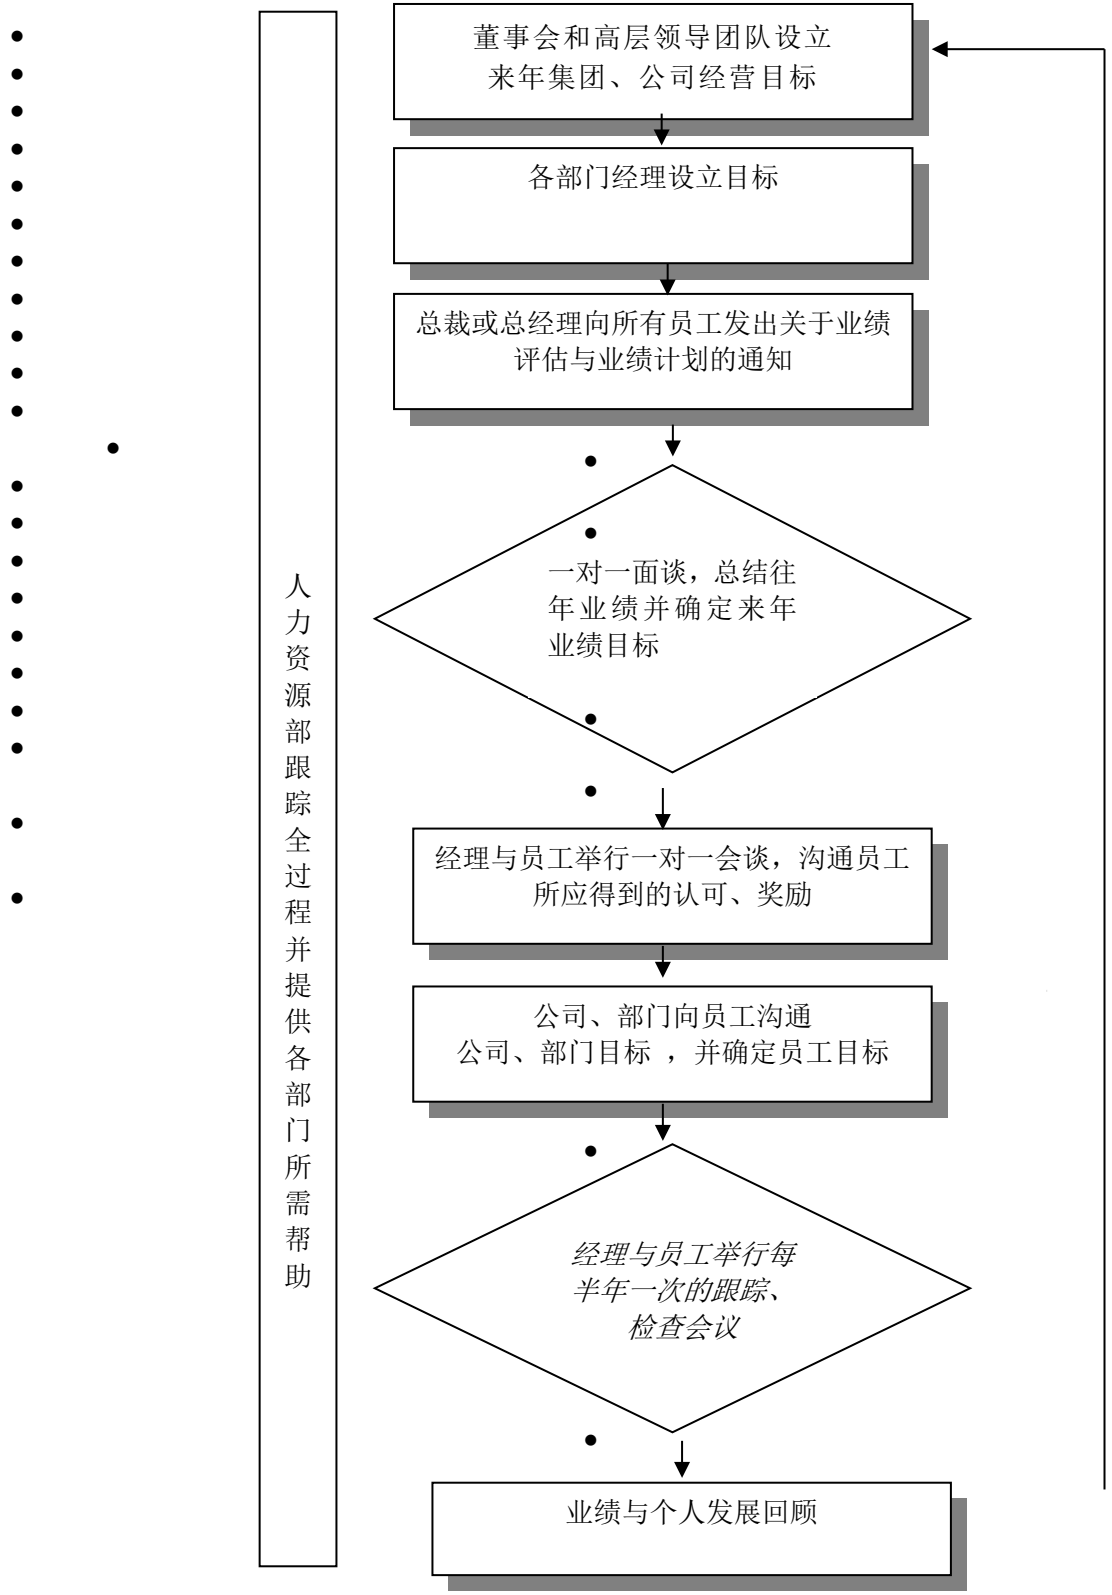 董事会和高层领导团队设立
来年集团、公司经营目标
各部门经理设立目标
总裁或总经理向所有员工发出关于业绩
评估与业绩计划的通知
一对一面谈，总结往
年业绩并确定来年
业绩目标
人力资源部跟踪全过程并提供各部门所需帮助
经理与员工举行一对一会谈，沟通员工
所应得到的认可、奖励
公司、部门向员工沟通
公司、部门目标 ，并确定员工目标
经理与员工举行每
半年一次的跟踪、
检查会议
业绩与个人发展回顾